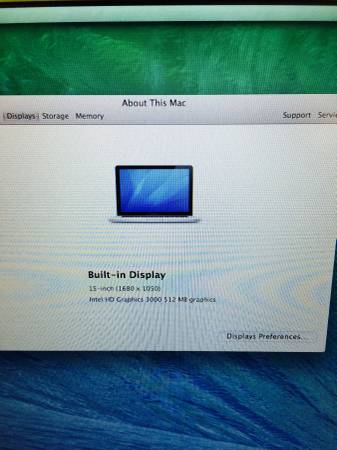 About This Mac
Displays Storage Memory Support
Built-in Display
15-inch (1680 x 1050)
Intel HD Graphics 3000 512 MB graphics
Displays Preferences...